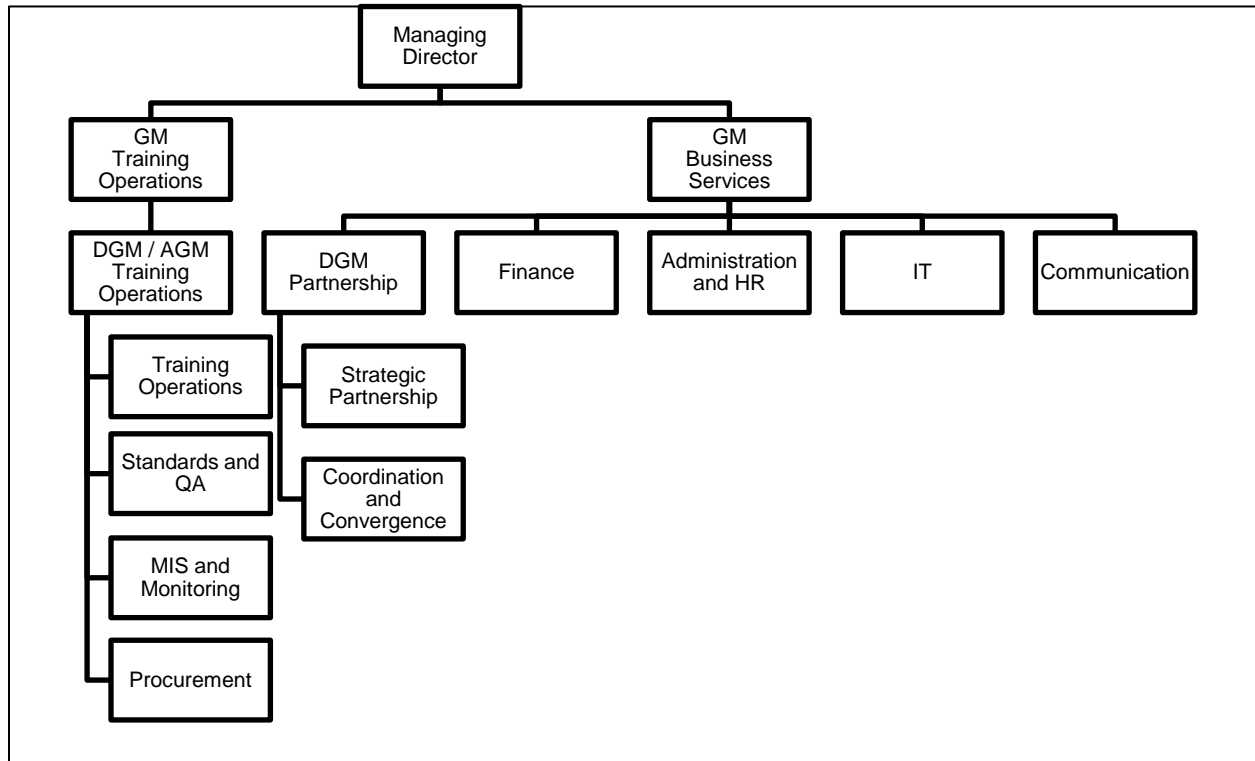 Managing
Director
GM
Training
Operations
GM
Business
Services
DGM / AGM
Training
Operations
DGM
Partnership
Finance
Administration
and HR
IT
Communication
Training
Operations
Strategic
Partnership
Standards and
QA
Coordination
and
Convergence
MIS and
Monitoring
Procurement